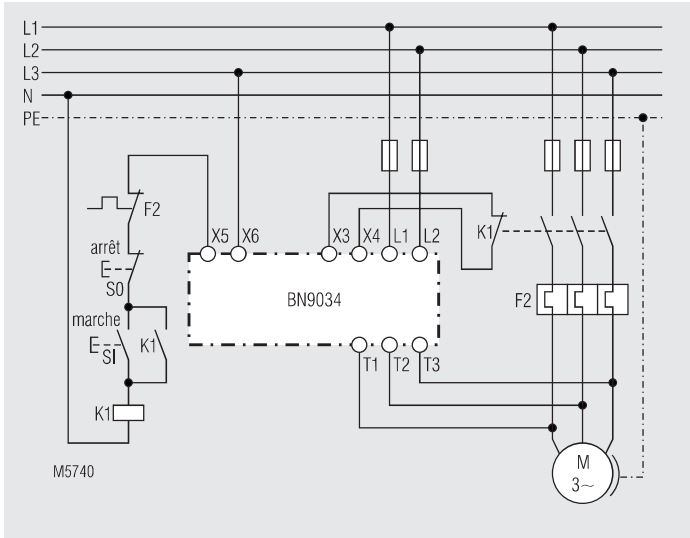 L1
L2
L3
N
PE
F2
X5 X6 X3 X4 L1 L2
K1
arrêt
E
S0
BN9034
F2
marche
E
SI
K1
T1 T2 T3
K1
M5740
M
3~